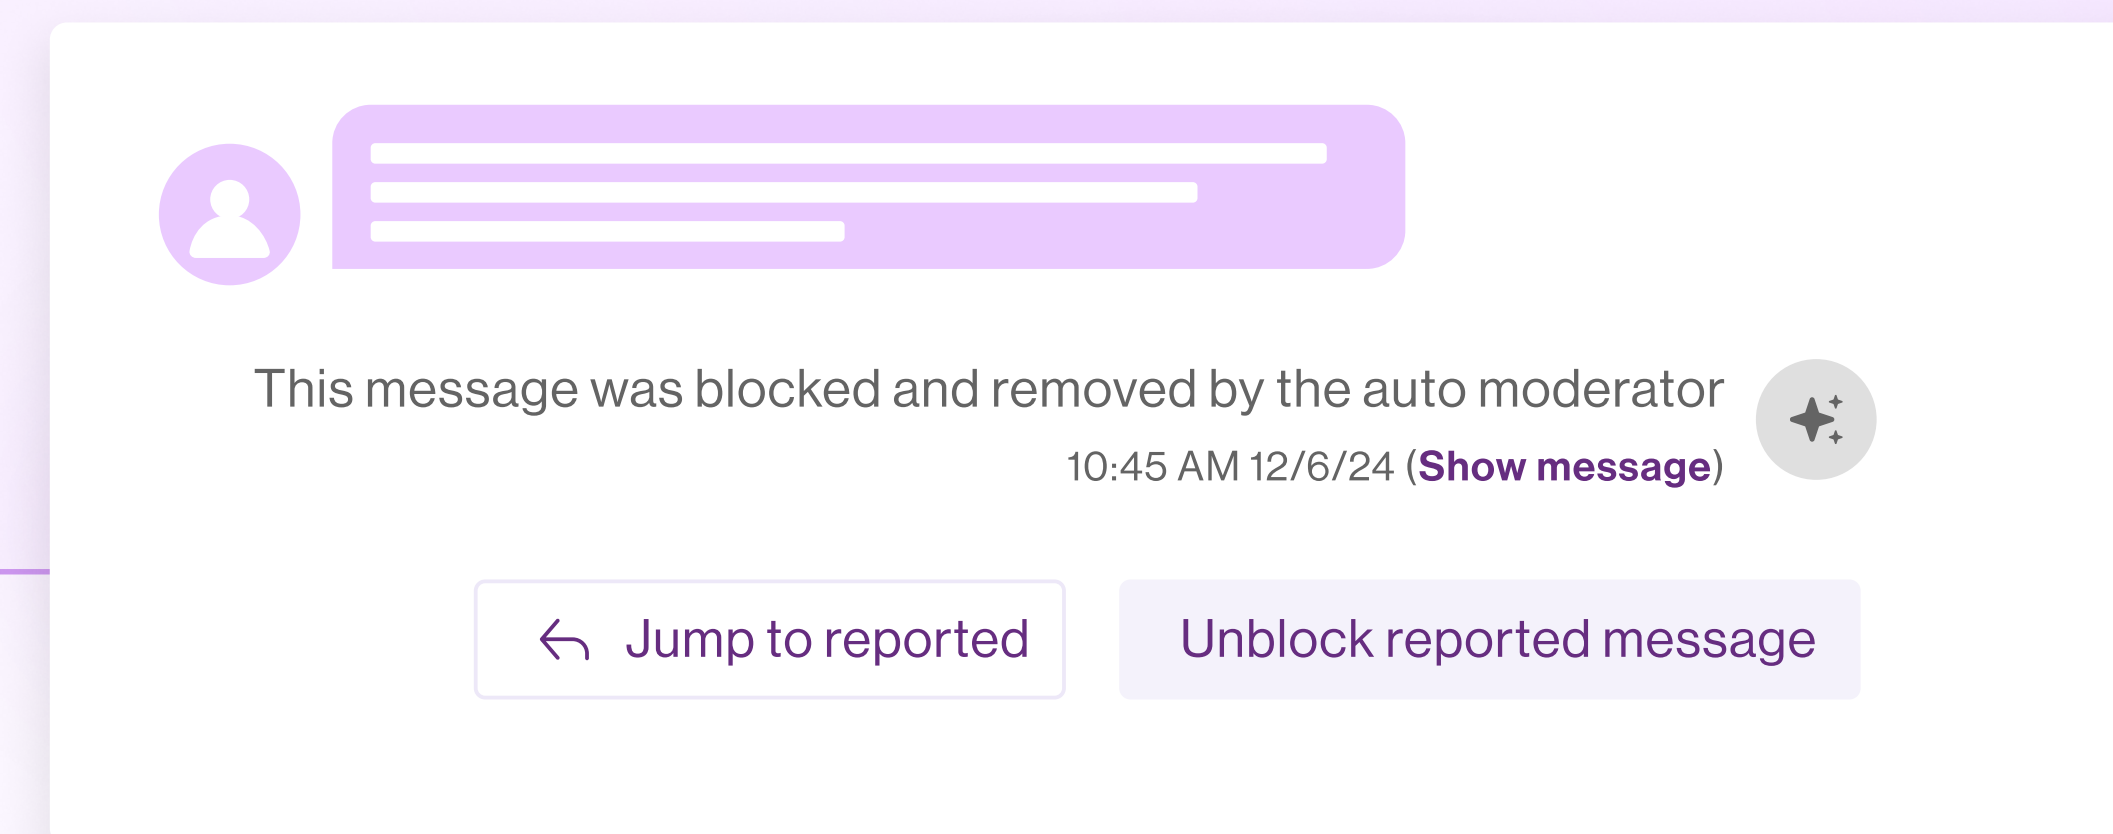 This message was blocked and removed by the auto moderator
10:45 AM 12/6/24 (Show message)
Jump to reported
Unblock reported message